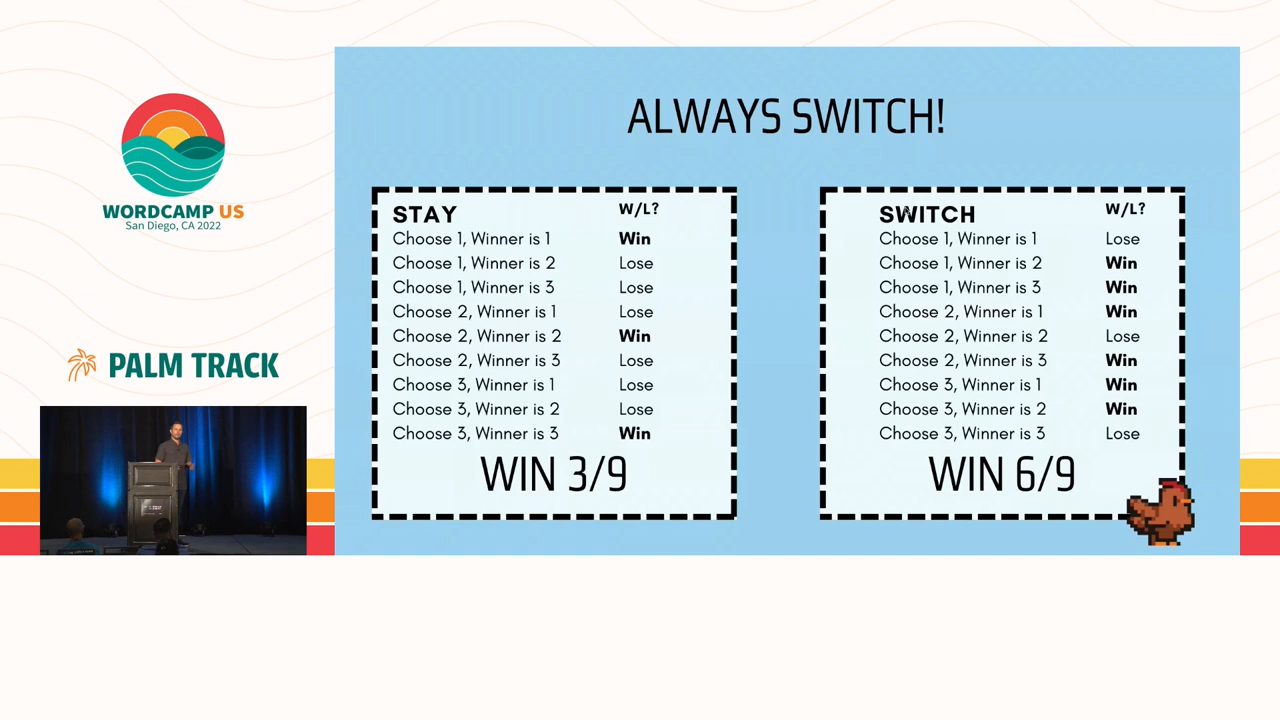 WORDCAMP US
San Diego, CA 2022
PALM TRACK
ALWAYS SWITCH!
STAY W/L?
Choose 1, Winner is 1 Win
Choose 1, Winner is 2 Lose
Choose 1, Winner is 3 Lose
Choose 2, Winner is 1 Lose
Choose 2, Winner is 2 Win
Choose 2, Winner is 3 Lose
Choose 3, Winner is 1 Lose
Choose 3, Winner is 2 Lose
Choose 3, Winner is 3 Win
WIN 3/9
SWITCH W/L?
Choose 1, Winner is 1 Lose
Choose 1, Winner is 2 Win
Choose 1, Winner is 3 Win
Choose 2, Winner is 1 Win
Choose 2, Winner is 2 Lose
Choose 2, Winner is 3 Win
Choose 3, Winner is 1 Win
Choose 3, Winner is 2 Win
Choose 3, Winner is 3 Lose
WIN 6/9